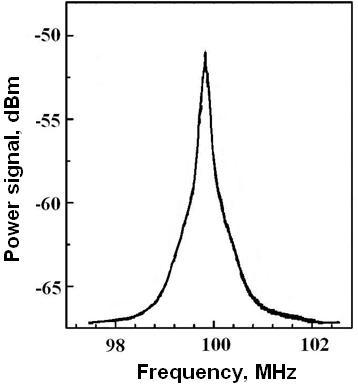 Power signal, dBm
-50
-55
-60
-65
98 100 102
Frequency, MHz